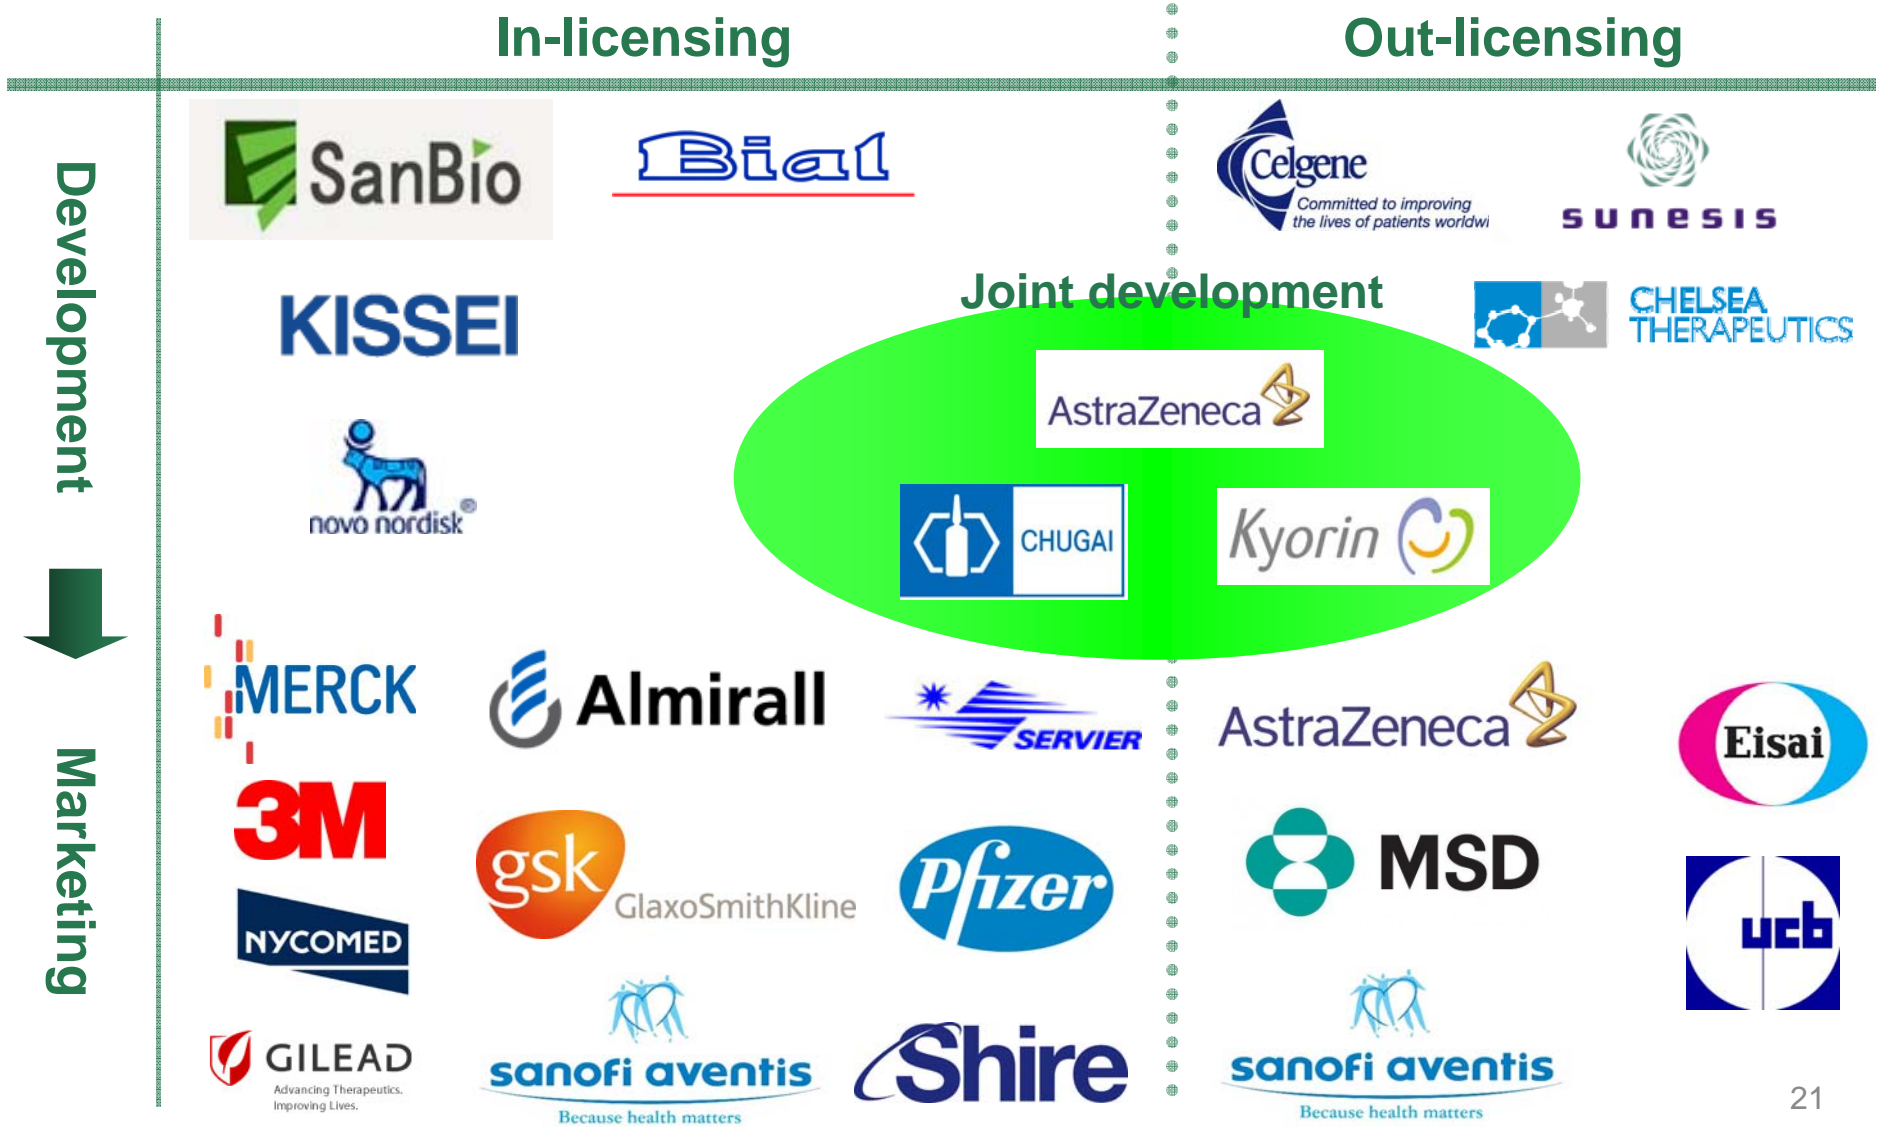 In-licensing
Out-licensing
Development
SanBio
Bial
Celgene
Committed to improving
the lives of patients worldwi
sunesis
KISSEI
Joint development
CHELSEA
THERAPEUTICS
AstraZeneca
novo nordisk®
CHUGAI
Kyorin
Marketing
MERCK
Almirall
SERVIER
AstraZeneca
Eisai
3M
gsk
GlaxoSmithKline
Pfizer
MSD
ucb
NYCOMED
GILEAD
Advancing Therapeutics.
Improving Lives.
sanofi aventis
Because health matters
Shire
sanofi aventis
Because health matters
21